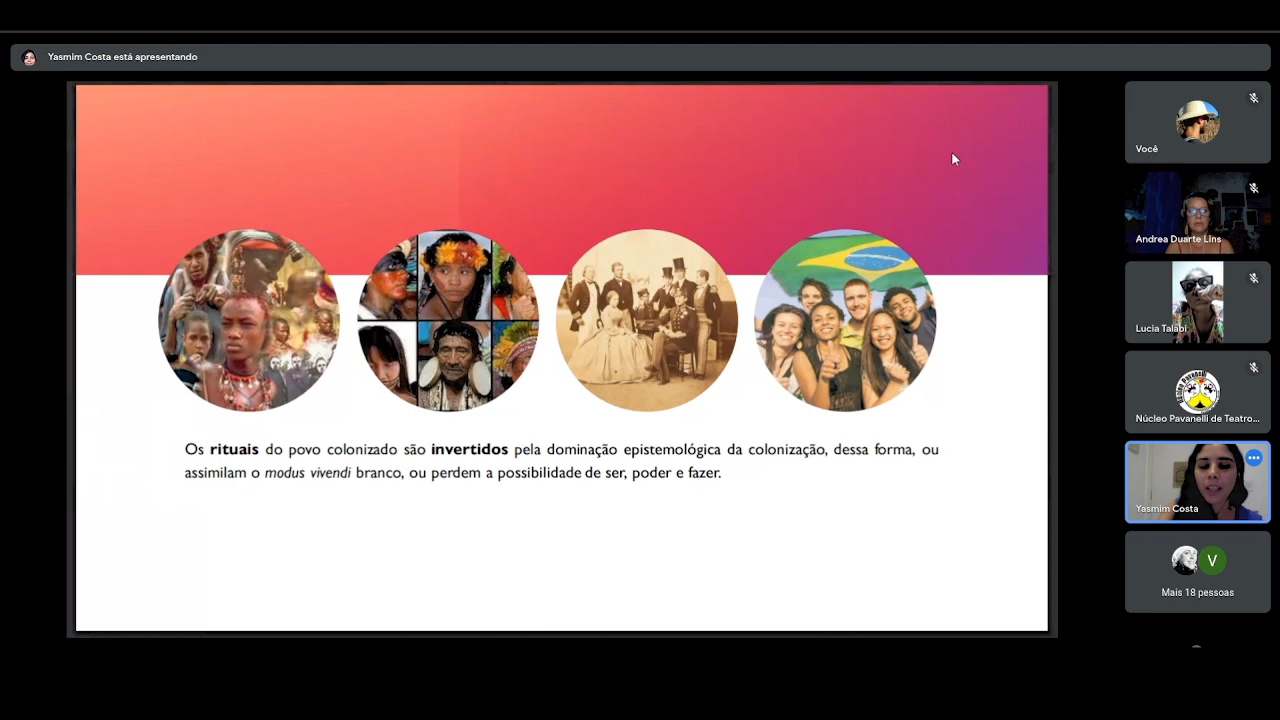 Yasmim Costa está apresentando
Você
Andrea Duarte Lins
Lucia Talabi
Núcleo Pavanelli de Teatro...
Yasmim Costa
V
Mais 18 pessoas
Os rituais do povo colonizado são invertidos pela dominação epistemológica da colonização, dessa forma, ou
assimilam o modus vivendi branco, ou perdem a possibilidade de ser, poder e fazer.